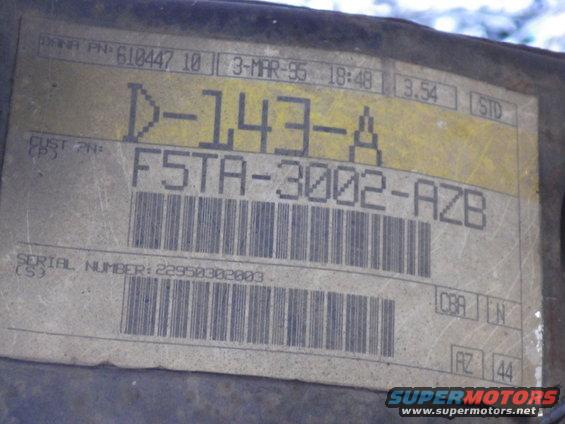 DANA PN: 610447 10 3-MAR-95 18:48 3.54 STD
D-143-A
CUST PN: F5TA-3002-AZB
(P)
SERIAL NUMBER: 22950302003
(S)
CBA N
AZ 44
SUPERMOTORS
www.supermotors.net